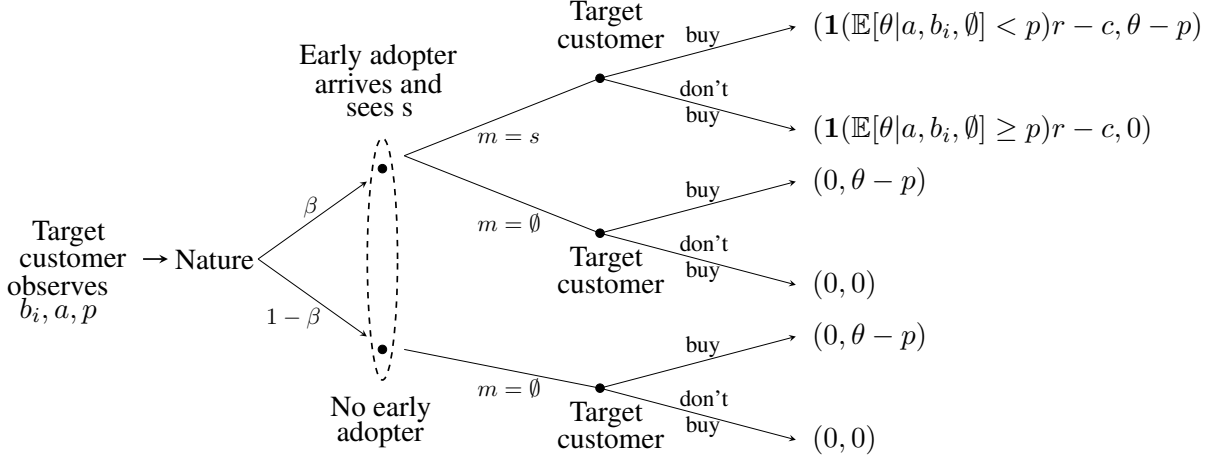 Target
customer
buy
(1(𝔼[θ|a, b_i, ∅] < p)r − c, θ − p)
Early adopter
arrives and
sees s
don't
buy
m = s
(1(𝔼[θ|a, b_i, ∅] ≥ p)r − c, 0)
buy
(0, θ − p)
β
m = ∅
Target
customer
observes
b_i, a, p
Nature
don't
buy
Target
customer
(0, 0)
1 − β
buy
(0, θ − p)
m = ∅
don't
buy
No early
adopter
Target
customer
(0, 0)